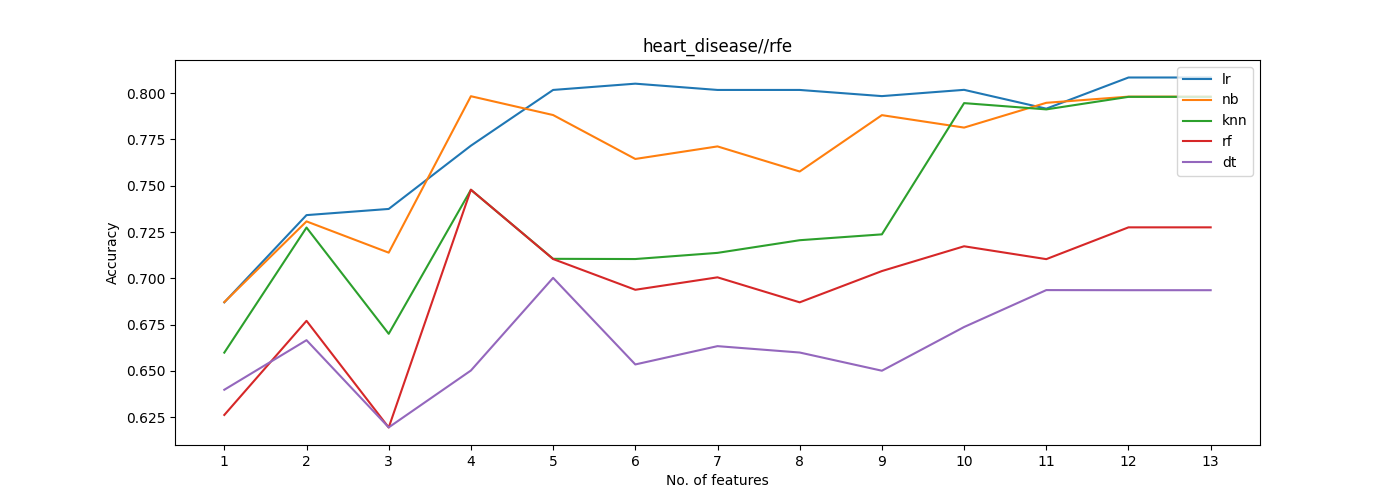 heart_disease//rfe
Accuracy
0.800
0.775
0.750
0.725
0.700
0.675
0.650
0.625
lr
nb
knn
rf
dt
1 2 3 4 5 6 7 8 9 10 11 12 13
No. of features